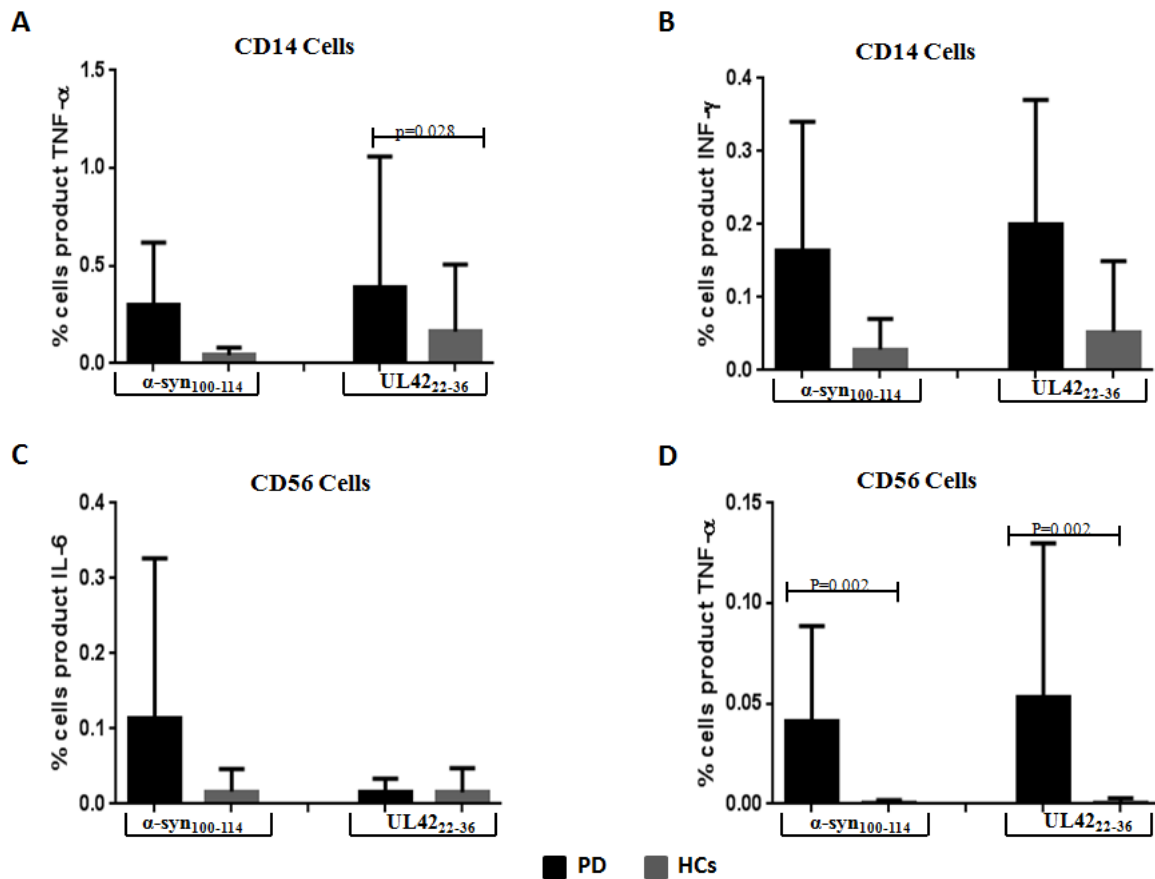 A
CD14 Cells
% cells product TNF-α
1.5
1.0
0.5
0.0
p=0.028
α-syn100-114
UL4222-36
B
CD14 Cells
% cells product INF-γ
0.4
0.3
0.2
0.1
0.0
α-syn100-114
UL4222-36
C
CD56 Cells
% cells product IL-6
0.4
0.3
0.2
0.1
0.0
α-syn100-114
UL4222-36
D
CD56 Cells
% cells product TNF-α
0.15
0.10
0.05
0.00
P=0.002
P=0.002
α-syn100-114
UL4222-36
PD HCs